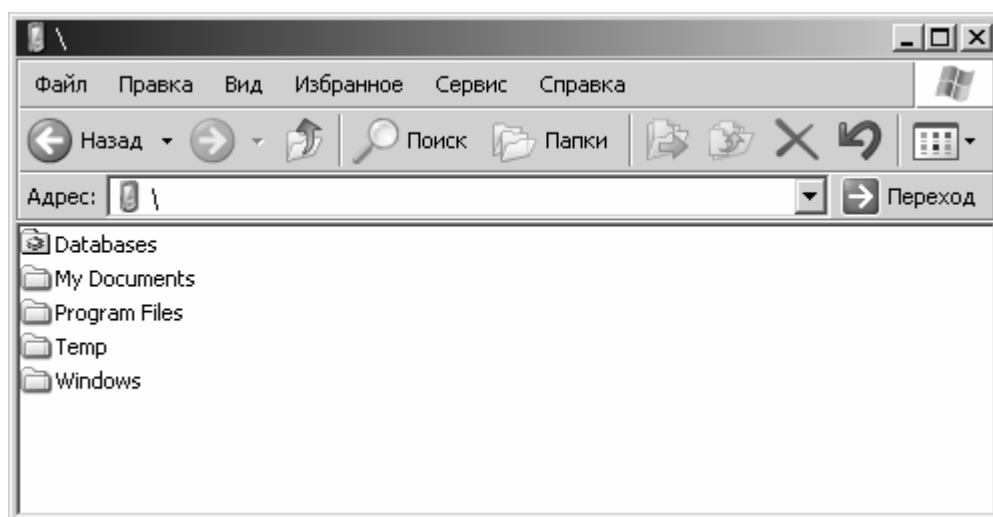 \
Файл Правка Вид Избранное Сервис Справка
Назад Поиск Папки
Адрес: \ Переход
Databases
My Documents
Program Files
Temp
Windows